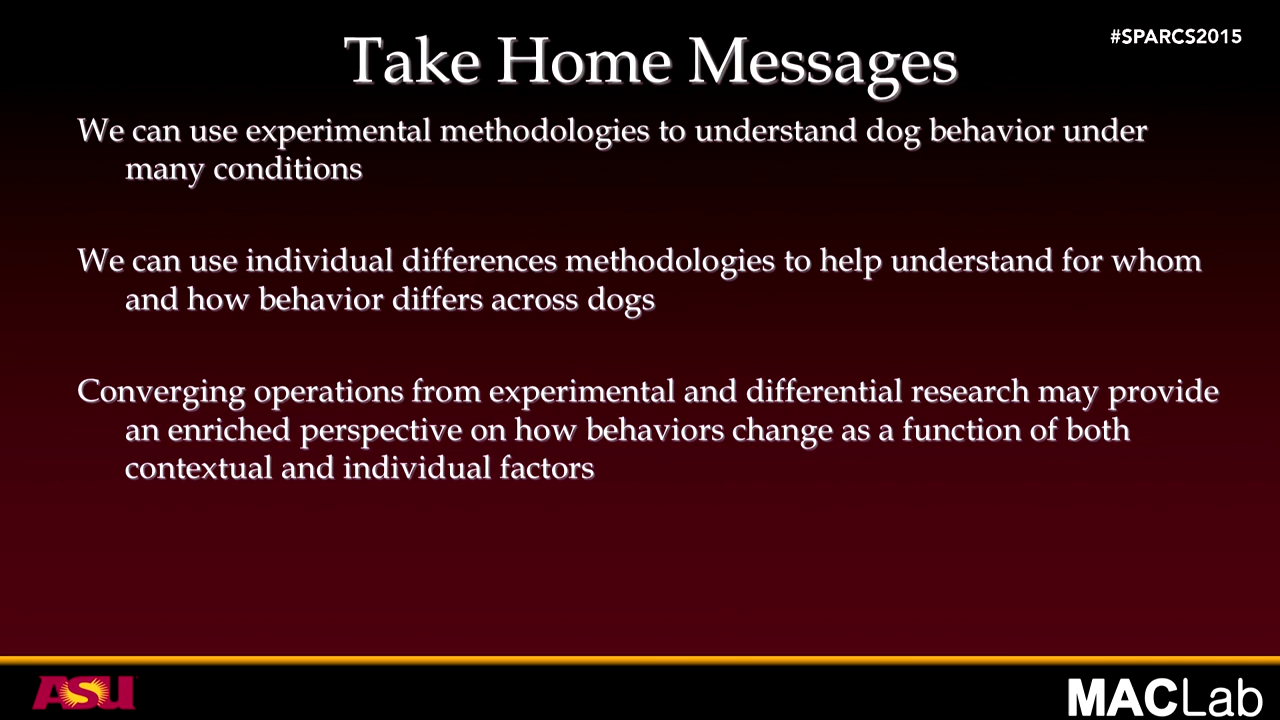 #SPARCS2015
Take Home Messages
We can use experimental methodologies to understand dog behavior under
many conditions
We can use individual differences methodologies to help understand for whom
and how behavior differs across dogs
Converging operations from experimental and differential research may provide
an enriched perspective on how behaviors change as a function of both
contextual and individual factors
ASU
MACLab